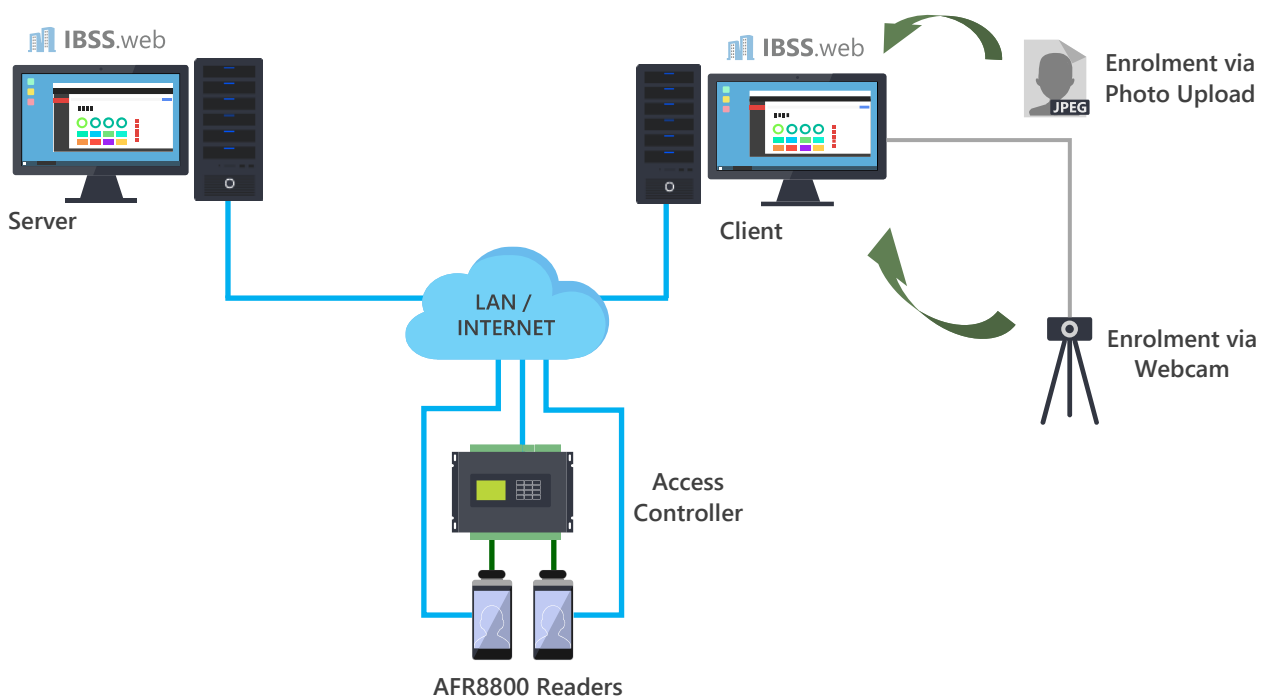 IBSS.web
IBSS.web
Enrolment via
Photo Upload
JPEG
Server
Client
LAN /
INTERNET
Enrolment via
Webcam
Access
Controller
AFR8800 Readers